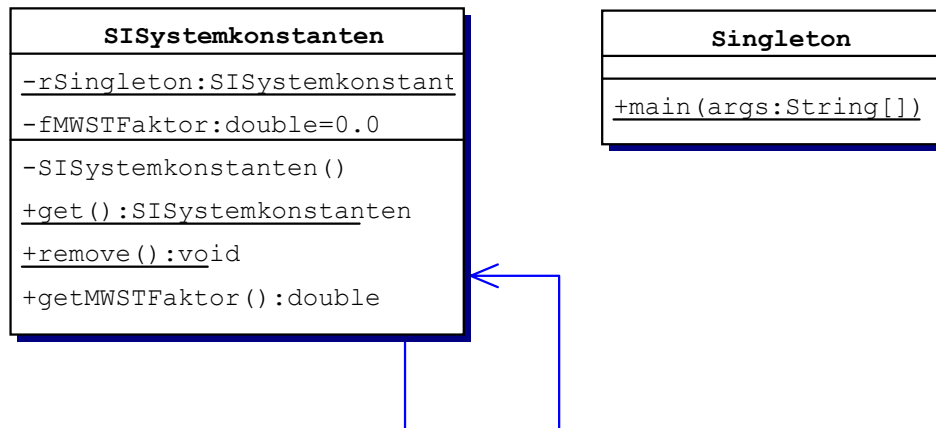 SISystemkonstanten
-rSingleton:SISystemkonstant
-fMWSTFaktor:double=0.0
-SISystemkonstanten()
+get():SISystemkonstanten
+remove():void
+getMWSTFaktor():double
Singleton
+main(args:String[])